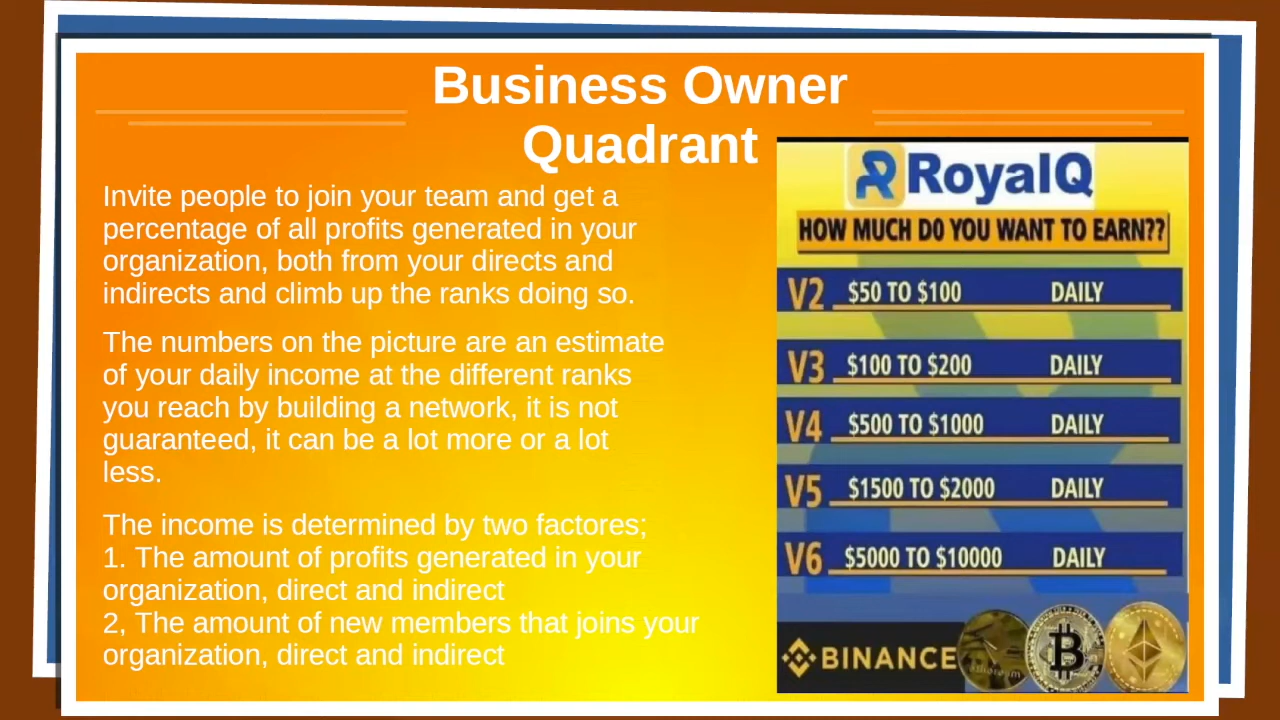 Business Owner
Quadrant
Invite people to join your team and get a
percentage of all profits generated in your
organization, both from your directs and
indirects and climb up the ranks doing so.
The numbers on the picture are an estimate
of your daily income at the different ranks
you reach by building a network, it is not
guaranteed, it can be a lot more or a lot
less.
The income is determined by two factores;
1. The amount of profits generated in your
organization, direct and indirect
2, The amount of new members that joins your
organization, direct and indirect
RoyalQ
HOW MUCH DO YOU WANT TO EARN??
V2 $50 TO $100 DAILY
V3 $100 TO $200 DAILY
V4 $500 TO $1000 DAILY
V5 $1500 TO $2000 DAILY
V6 $5000 TO $10000 DAILY
BINANCE